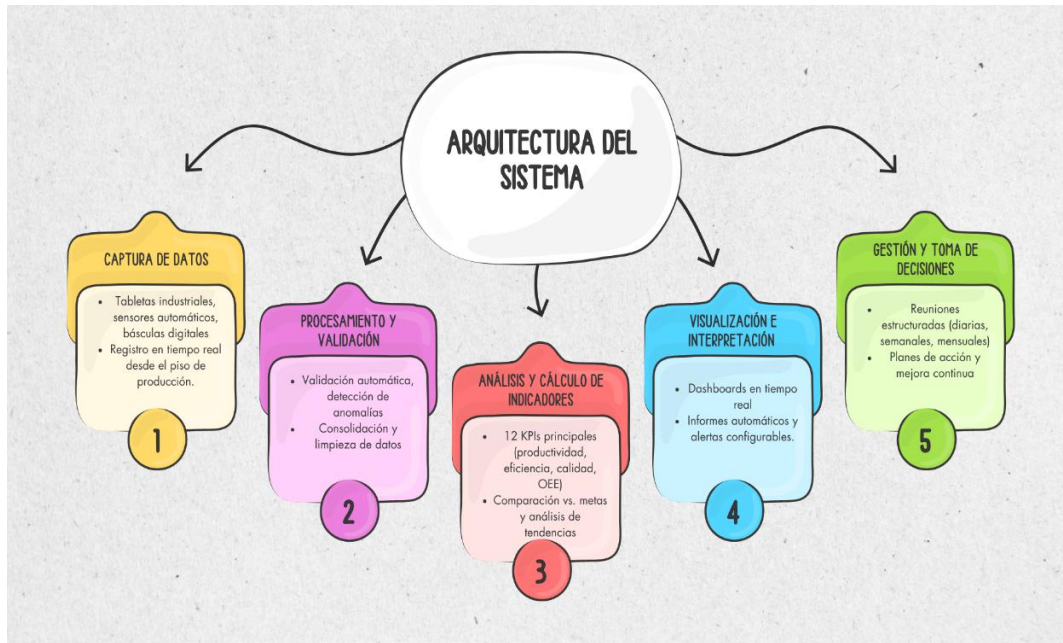 ARQUITECTURA DEL
SISTEMA
CAPTURA DE DATOS
• Tabletas industriales,
sensores automáticos,
básculas digitales
• Registro en tiempo real
desde el piso de
producción.
1
PROCESAMIENTO Y
VALIDACIÓN
• Validación automática,
detección de
anomalías
• Consolidación y
limpieza de datos
2
ANÁLISIS Y CÁLCULO DE
INDICADORES
• 12 KPIs principales
(productividad,
eficiencia, calidad,
OEE)
• Comparación vs. metas
y análisis de
tendencias
3
VISUALIZACIÓN E
INTERPRETACIÓN
• Dashboards en tiempo
real
• Informes automáticos y
alertas configurables.
4
GESTIÓN Y TOMA DE
DECISIONES
• Reuniones
estructuradas (diarias,
semanales, mensuales)
• Planes de acción y
mejora continua
5